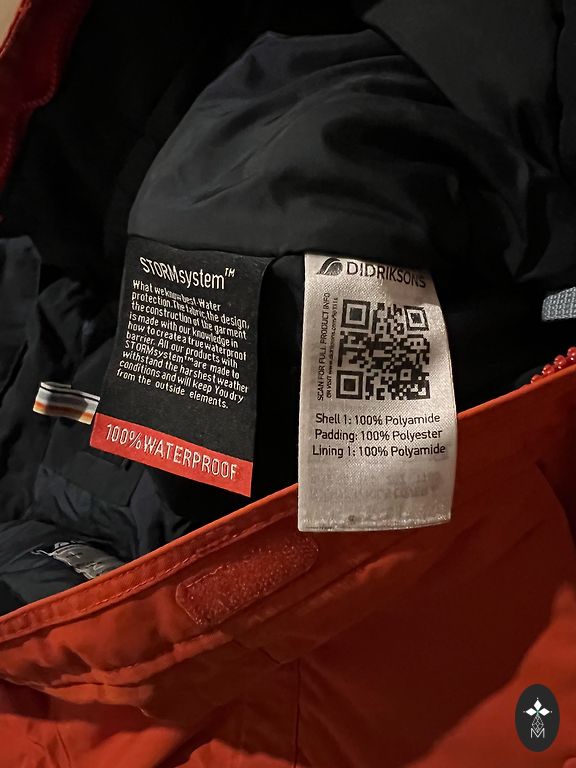 STORMsystem™
What we know best-Water
protection. The fabric, the design,
the construction of the garment
is made with our knowledge in
how to create a true waterproof
barrier. All our products with
STORMsystem™ are made to
withstand the harshest weather
conditions and will keep You dry
from the outside elements.
100% WATERPROOF
DIDRIKSONS
SCAN FOR FULL PRODUCT INFO
Shell 1: 100% Polyamide
Padding: 100% Polyester
Lining 1: 100% Polyamide